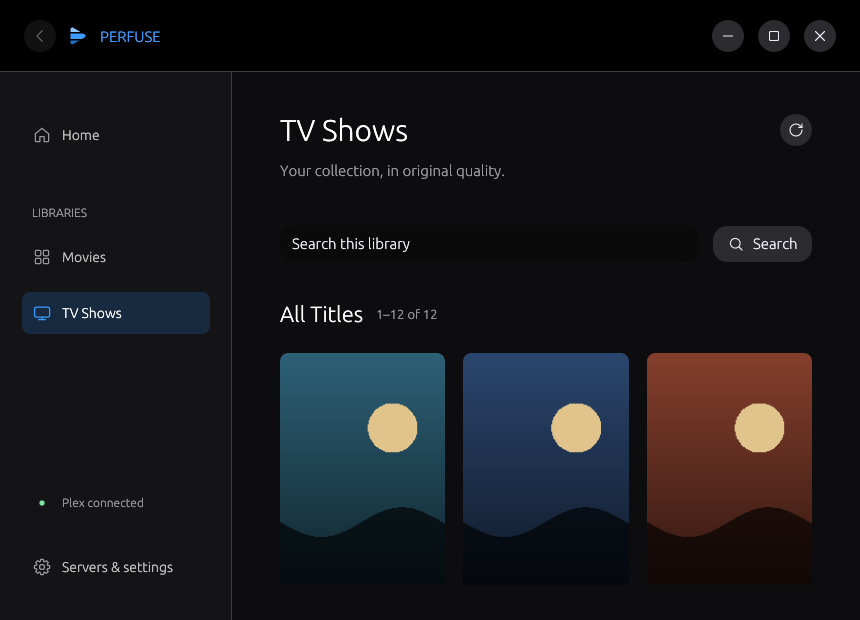 PERFUSE
Home
LIBRARIES
Movies
TV Shows
Plex connected
Servers & settings
TV Shows
Your collection, in original quality.
Search this library
Search
All Titles 1–12 of 12